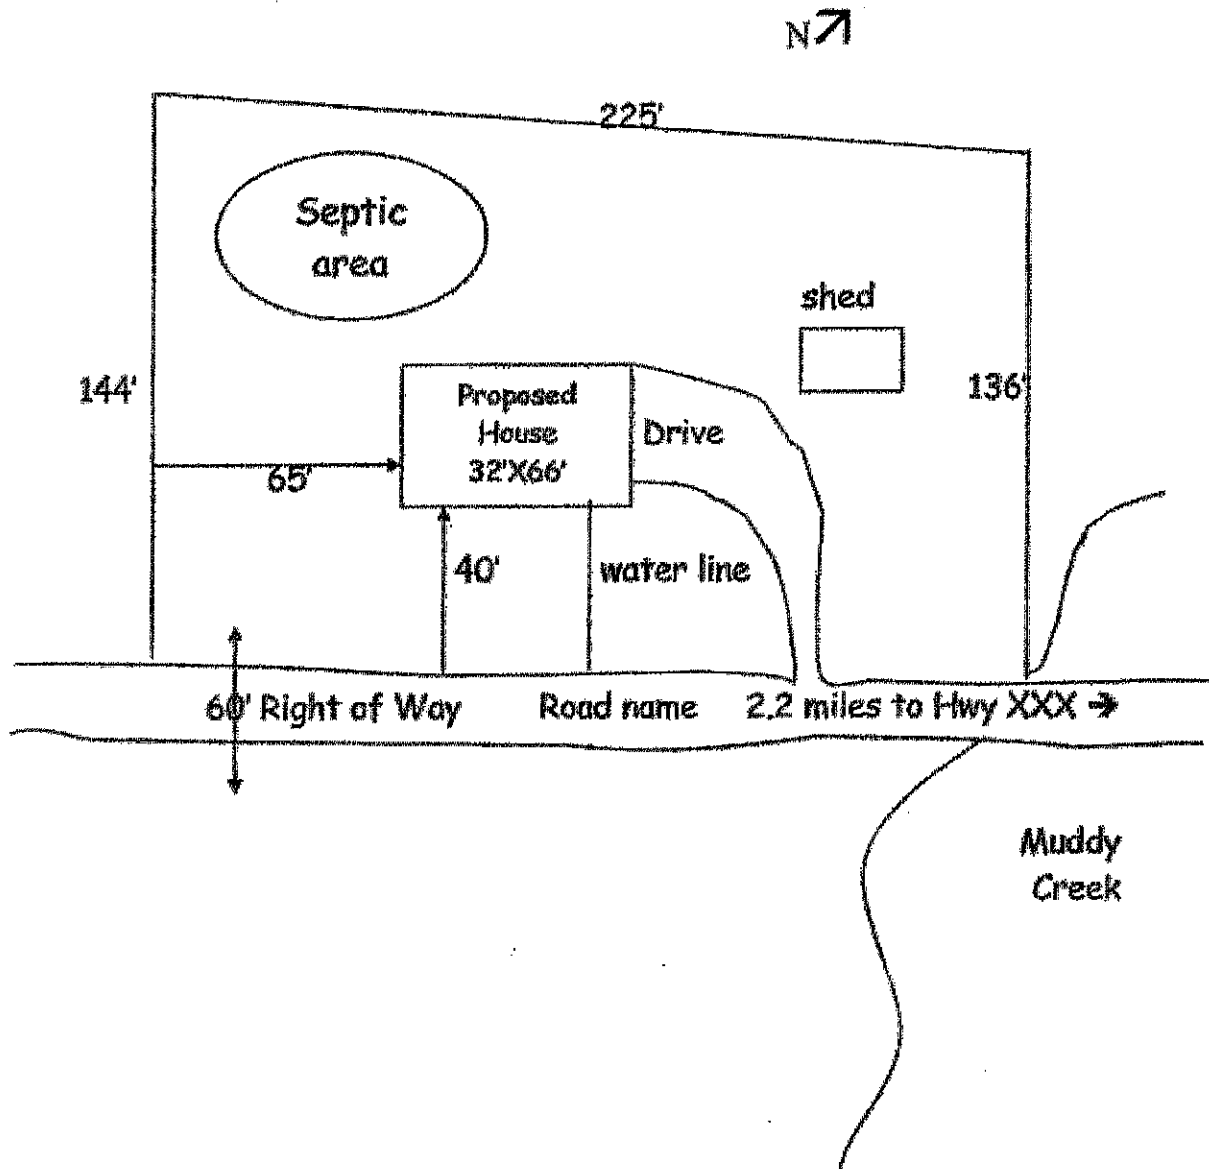 N
225'
Septic
area
shed
144'
136'
Proposed
House
32'X66'
Drive
65'
40'
water line
60' Right of Way
Road name
2.2 miles to Hwy XXX →
Muddy
Creek